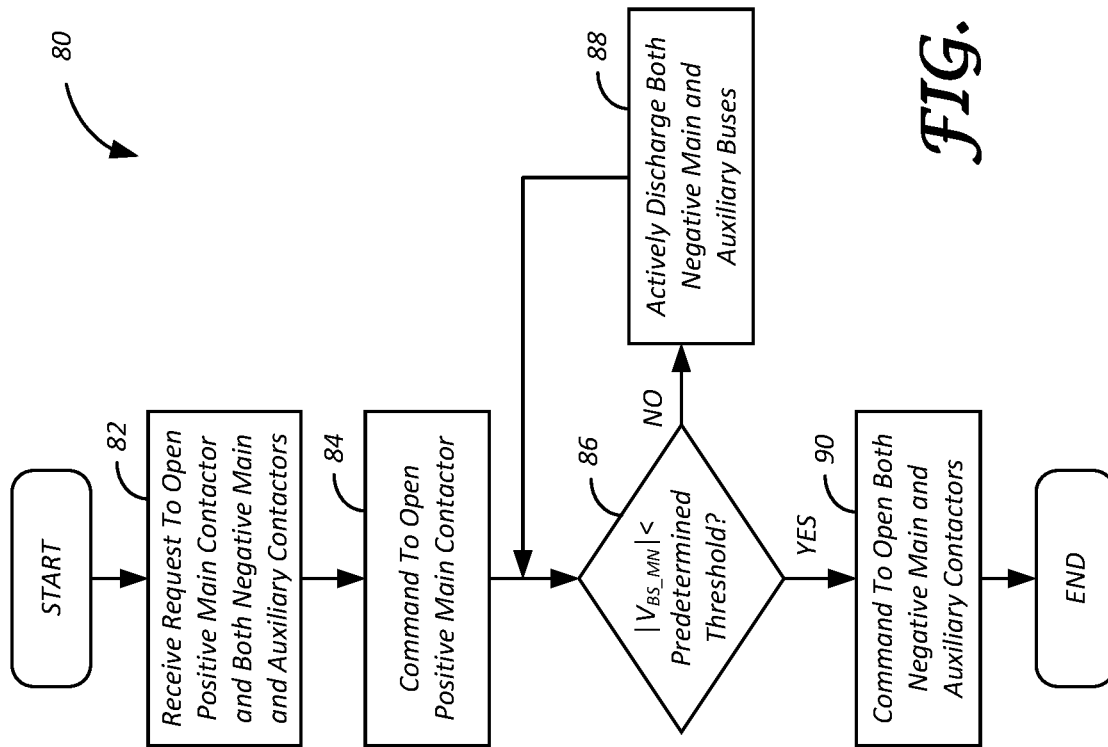 80
START
82
Receive Request To Open
Positive Main Contactor
and Both Negative Main
and Auxiliary Contactors
84
Command To Open
Positive Main Contactor
86
|V_BS_MN|<
Predetermined
Threshold?
NO
88
Actively Discharge Both
Negative Main and
Auxiliary Buses
YES
90
Command To Open Both
Negative Main and
Auxiliary Contactors
END
FIG.